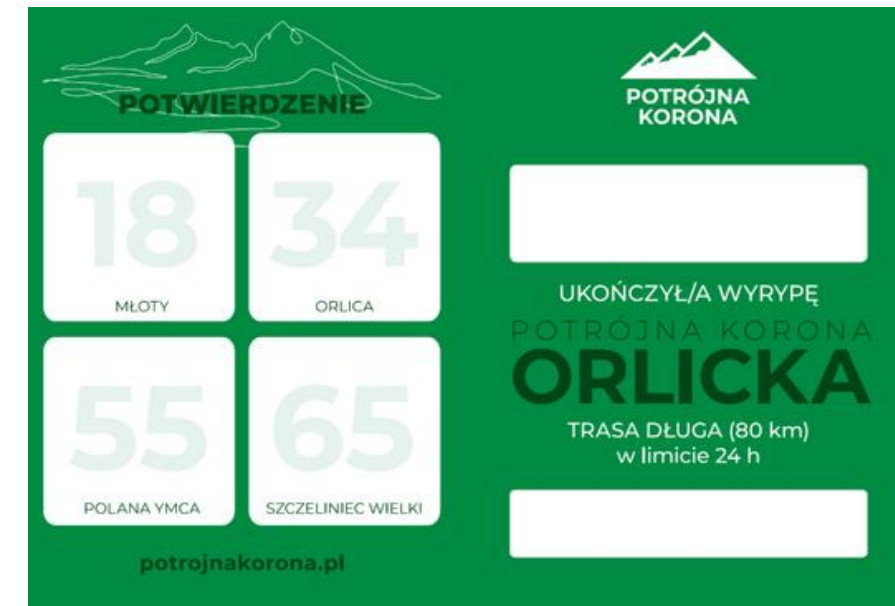 POTWIERDZENIE
18
MŁOTY
34
ORLICA
55
POLANA YMCA
65
SZCZELINIEC WIELKI
potrojnakorona.pl
POTRÓJNA
KORONA
UKOŃCZYŁ/A WYRYPĘ
POTRÓJNA KORONA
ORLICKA
TRASA DŁUGA (80 km)
w limicie 24 h